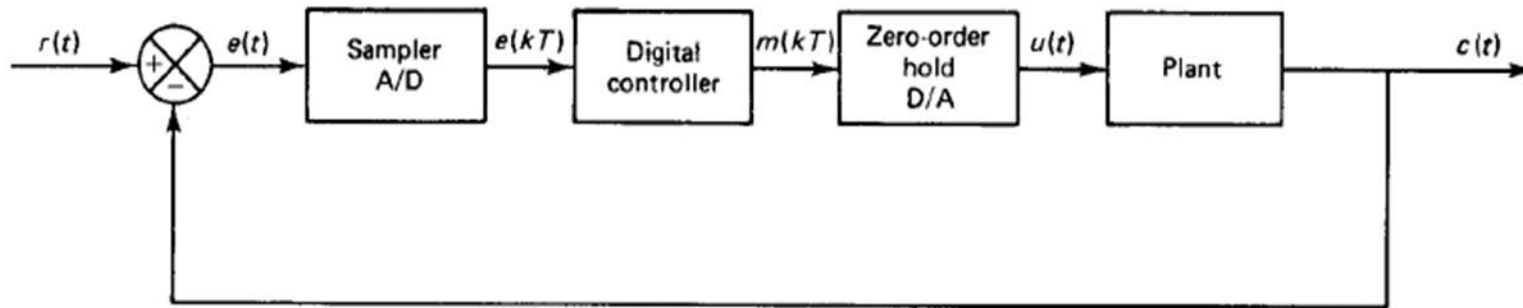 r(t)
+
−
e(t)
Sampler
A/D
e(kT)
Digital
controller
m(kT)
Zero-order
hold
D/A
u(t)
Plant
c(t)